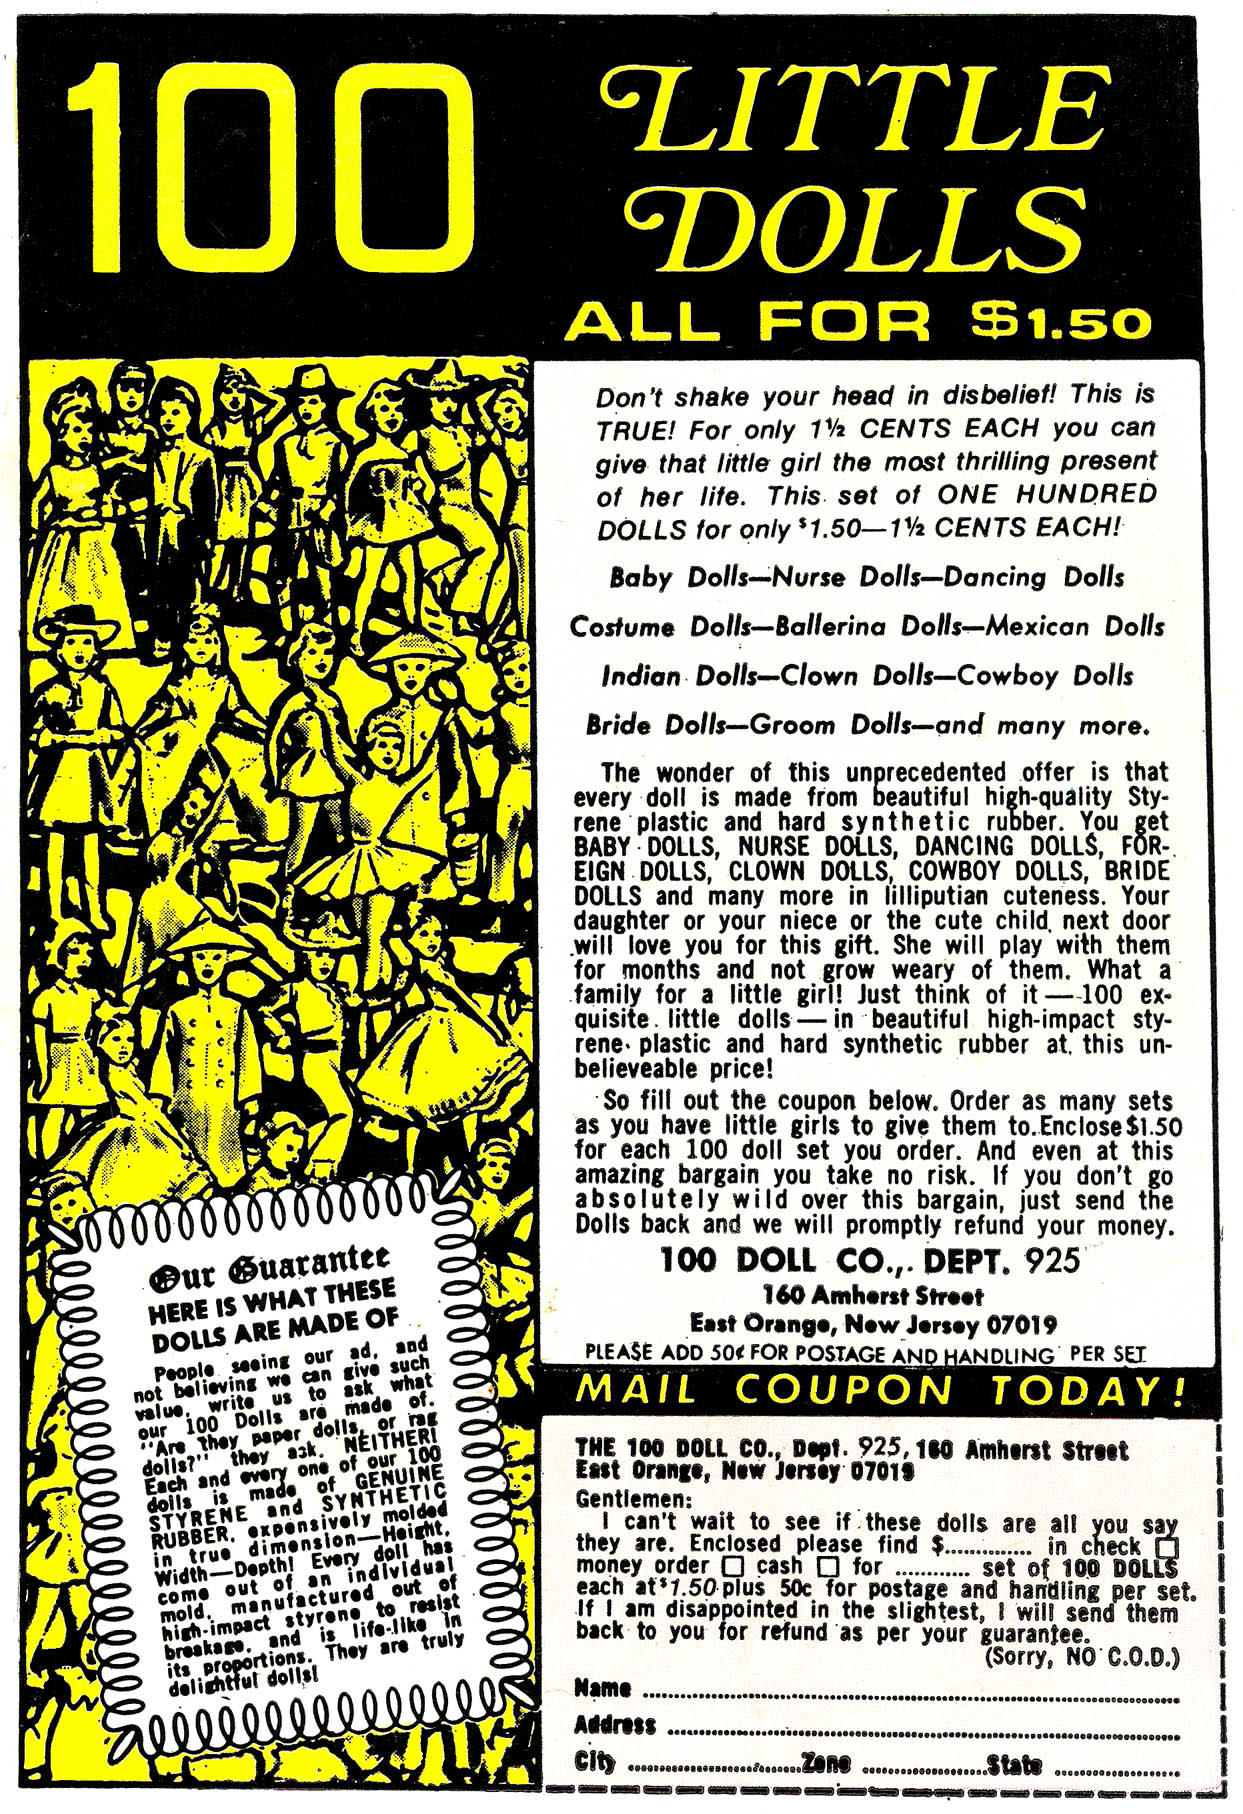 100
LITTLE
DOLLS
ALL FOR $1.50
Don't shake your head in disbelief! This is
TRUE! For only 1½ CENTS EACH you can
give that little girl the most thrilling present
of her life. This set of ONE HUNDRED
DOLLS for only $1.50—1½ CENTS EACH!
Baby Dolls—Nurse Dolls—Dancing Dolls
Costume Dolls—Ballerina Dolls—Mexican Dolls
Indian Dolls—Clown Dolls—Cowboy Dolls
Bride Dolls—Groom Dolls—and many more.
The wonder of this unprecedented offer is that
every doll is made from beautiful high-quality Sty-
rene plastic and hard synthetic rubber. You get
BABY DOLLS, NURSE DOLLS, DANCING DOLLS, FOR-
EIGN DOLLS, CLOWN DOLLS, COWBOY DOLLS, BRIDE
DOLLS and many more in lilliputian cuteness. Your
daughter or your niece or the cute child next door
will love you for this gift. She will play with them
for months and not grow weary of them. What a
family for a little girl! Just think of it — 100 ex-
quisite little dolls — in beautiful high-impact sty-
rene plastic and hard synthetic rubber at this un-
believeable price!
So fill out the coupon below. Order as many sets
as you have little girls to give them to. Enclose $1.50
for each 100 doll set you order. And even at this
amazing bargain you take no risk. If you don't go
absolutely wild over this bargain, just send the
Dolls back and we will promptly refund your money.
100 DOLL CO., DEPT. 925
160 Amherst Street
East Orange, New Jersey 07019
PLEASE ADD 50¢ FOR POSTAGE AND HANDLING PER SET
Our Guarantee
HERE IS WHAT THESE
DOLLS ARE MADE OF
People seeing our ad, and
not believing we can give such
value, write us to ask what
our 100 Dolls are made of.
"Are they paper dolls, or rag
dolls?" they ask. NEITHER!
Each and every one of our 100
dolls is made of GENUINE
STYRENE and SYNTHETIC
RUBBER, expensively molded
in true dimension—Height,
Width—Depth! Every doll has
come out of an individual
mold, manufactured out of
high-impact styrene to resist
breakage, and is life-like in
its proportions. They are truly
delightful dolls!
MAIL COUPON TODAY!
THE 100 DOLL CO., Dept. 925, 160 Amherst Street
East Orange, New Jersey 07019
Gentlemen:
I can't wait to see if these dolls are all you say
they are. Enclosed please find $.............. in check ☐
money order ☐ cash ☐ for ............ set of 100 DOLLS
each at $1.50 plus 50c for postage and handling per set.
If I am disappointed in the slightest, I will send them
back to you for refund as per your guarantee.
(Sorry, NO C.O.D.)
Name ....................
Address ....................
City .................... Zone .................... State ....................